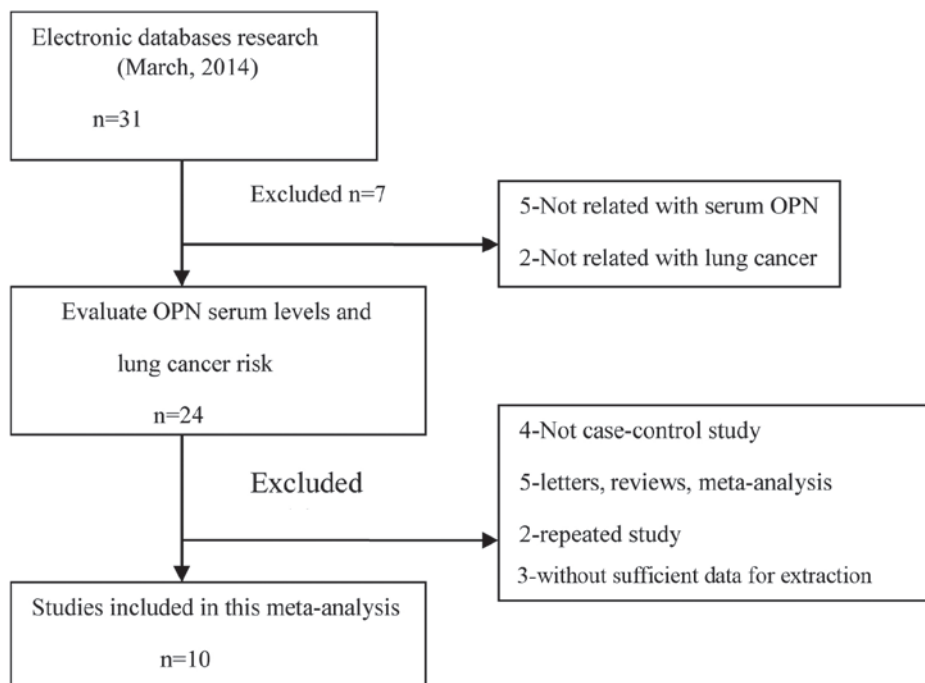 Electronic databases research
(March, 2014)
n=31
Excluded n=7
5-Not related with serum OPN
2-Not related with lung cancer
Evaluate OPN serum levels and
lung cancer risk
n=24
Excluded
4-Not case-control study
5-letters, reviews, meta-analysis
2-repeated study
3-without sufficient data for extraction
Studies included in this meta-analysis
n=10